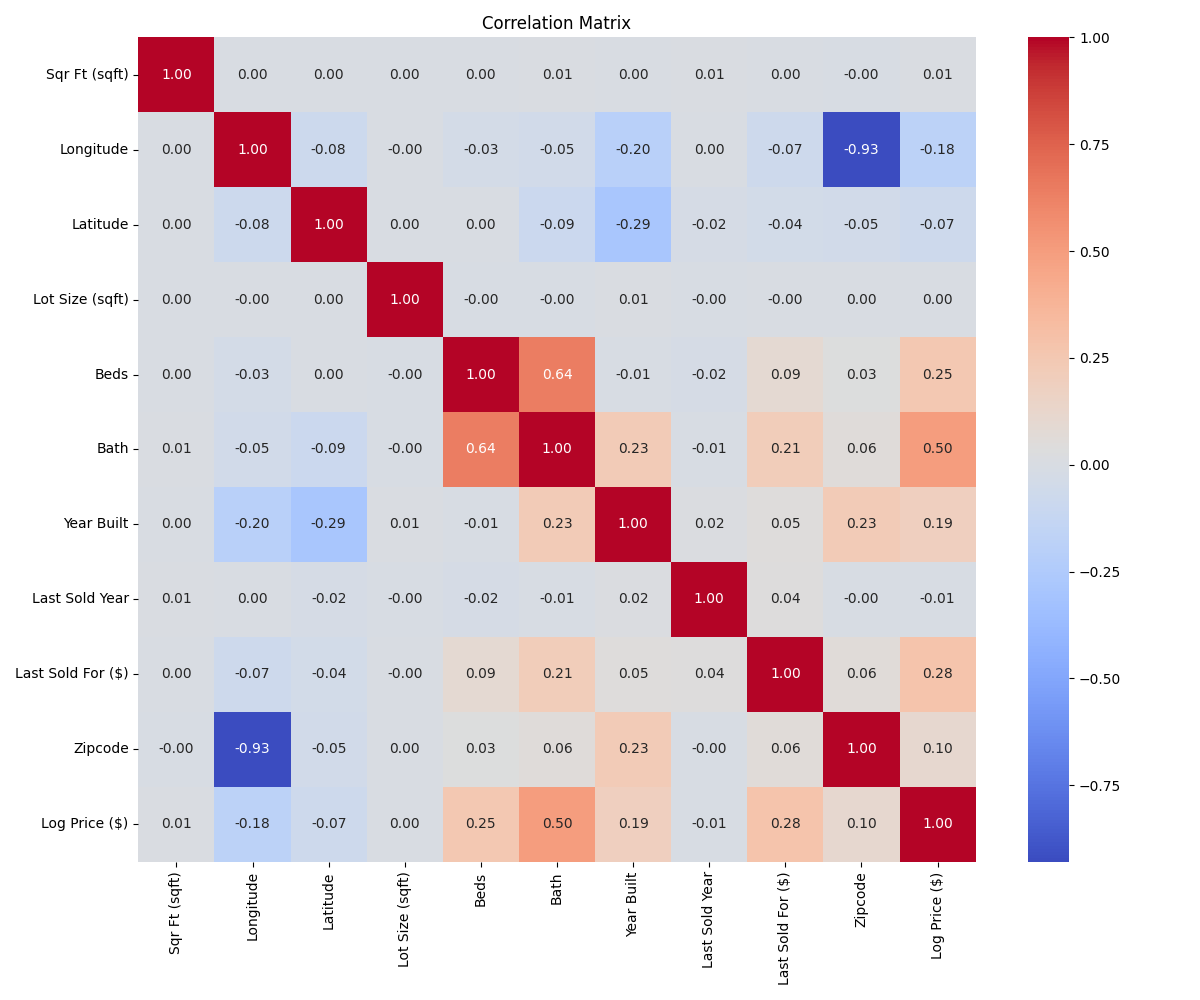 Correlation Matrix
Sqr Ft (sqft) 1.00 0.00 0.00 0.00 0.00 0.01 0.00 0.01 0.00 -0.00 0.01
Longitude 0.00 1.00 -0.08 -0.00 -0.03 -0.05 -0.20 0.00 -0.07 -0.93 -0.18
Latitude 0.00 -0.08 1.00 0.00 0.00 -0.09 -0.29 -0.02 -0.04 -0.05 -0.07
Lot Size (sqft) 0.00 -0.00 0.00 1.00 -0.00 -0.00 0.01 -0.00 -0.00 0.00 0.00
Beds 0.00 -0.03 0.00 -0.00 1.00 0.64 -0.01 -0.02 0.09 0.03 0.25
Bath 0.01 -0.05 -0.09 -0.00 0.64 1.00 0.23 -0.01 0.21 0.06 0.50
Year Built 0.00 -0.20 -0.29 0.01 -0.01 0.23 1.00 0.02 0.05 0.23 0.19
Last Sold Year 0.01 0.00 -0.02 -0.00 -0.02 -0.01 0.02 1.00 0.04 -0.00 -0.01
Last Sold For ($) 0.00 -0.07 -0.04 -0.00 0.09 0.21 0.05 0.04 1.00 0.06 0.28
Zipcode -0.00 -0.93 -0.05 0.00 0.03 0.06 0.23 -0.00 0.06 1.00 0.10
Log Price ($) 0.01 -0.18 -0.07 0.00 0.25 0.50 0.19 -0.01 0.28 0.10 1.00
Sqr Ft (sqft)
Longitude
Latitude
Lot Size (sqft)
Beds
Bath
Year Built
Last Sold Year
Last Sold For ($)
Zipcode
Log Price ($)
1.00
0.75
0.50
0.25
0.00
−0.25
−0.50
−0.75